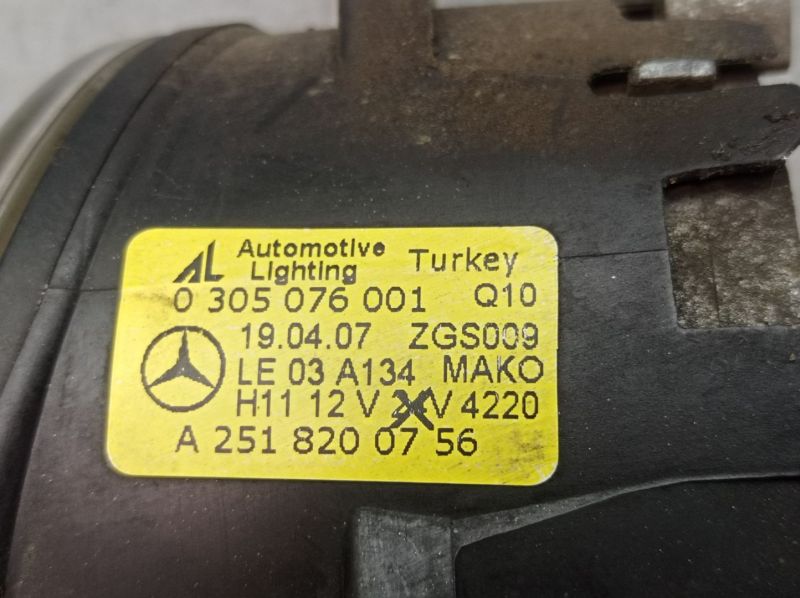 AL Automotive Lighting Turkey
0 305 076 001 Q10
19.04.07 ZGS009
LE 03 A134 MAKO
H11 12 V V 4220
A 251 820 07 56